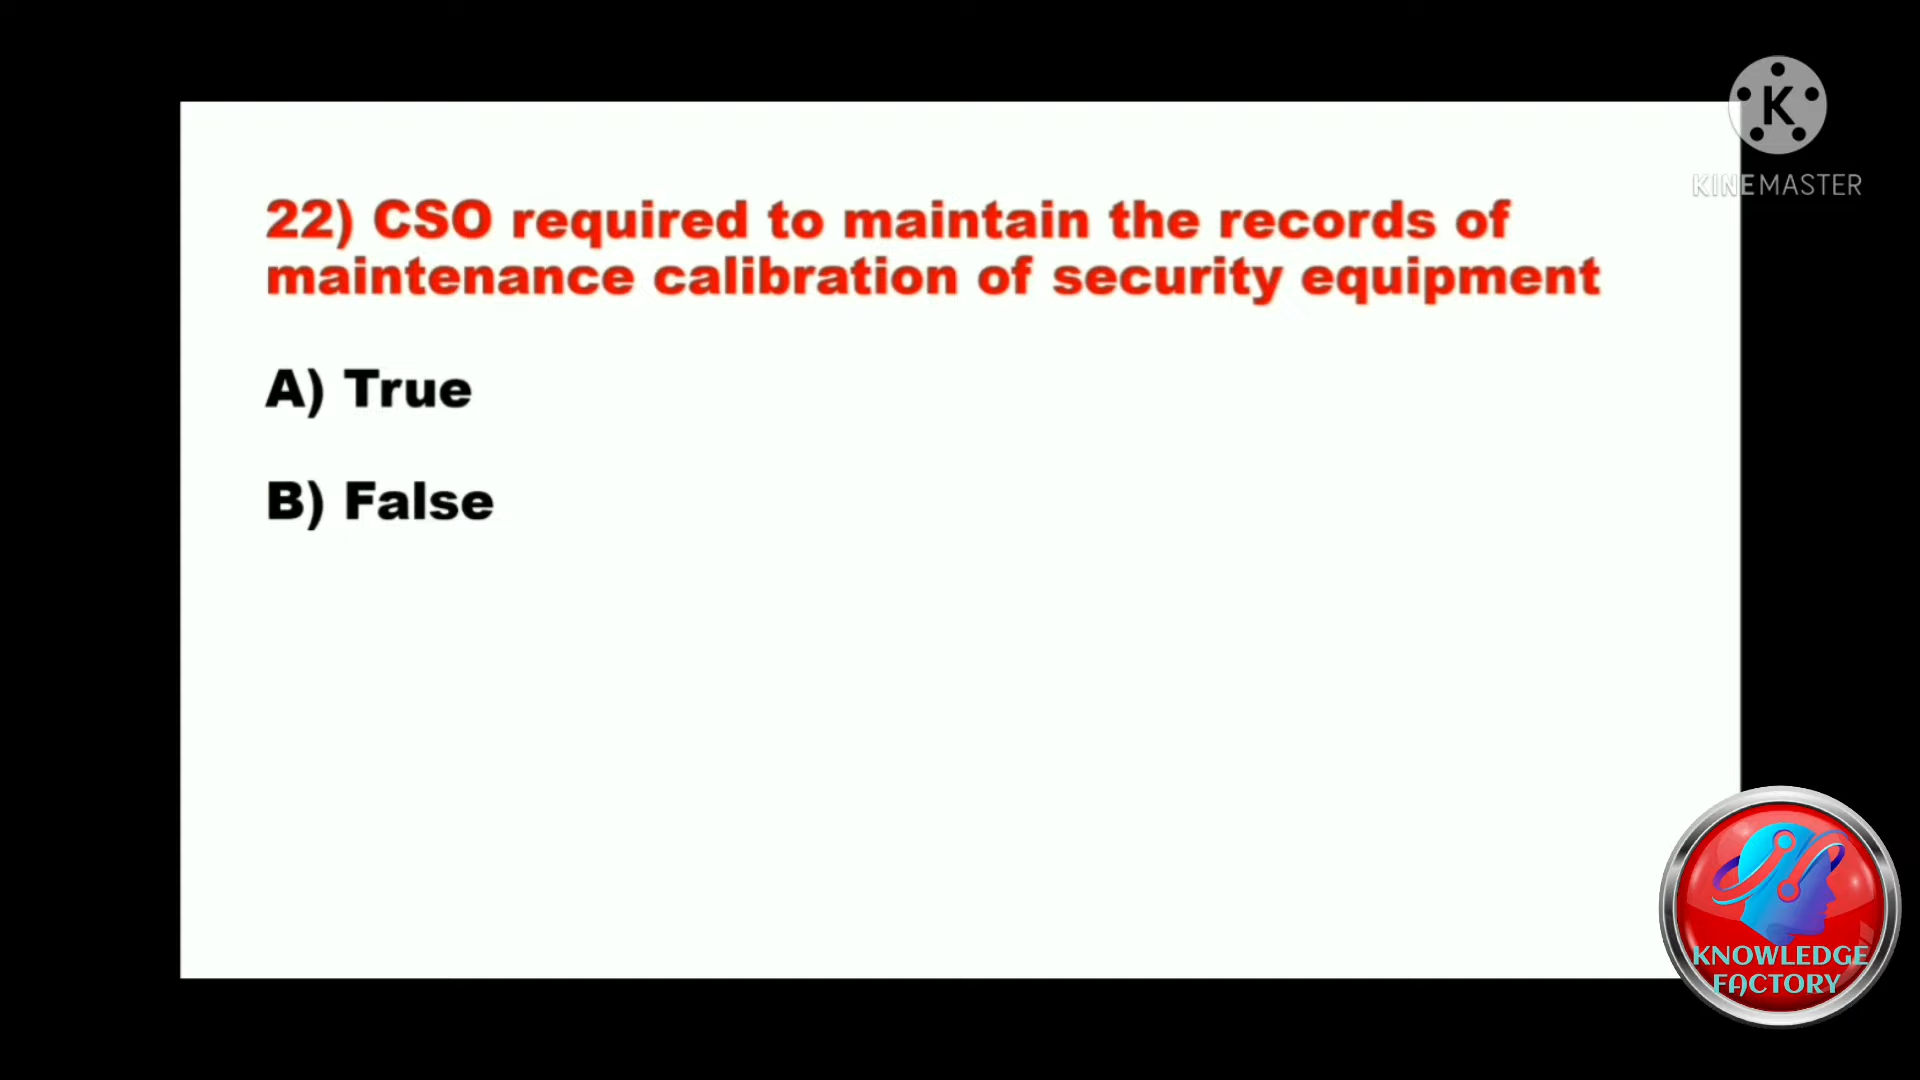 K
KINEMASTER
22) CSO required to maintain the records of
maintenance calibration of security equipment
A) True
B) False
KNOWLEDGE
FACTORY